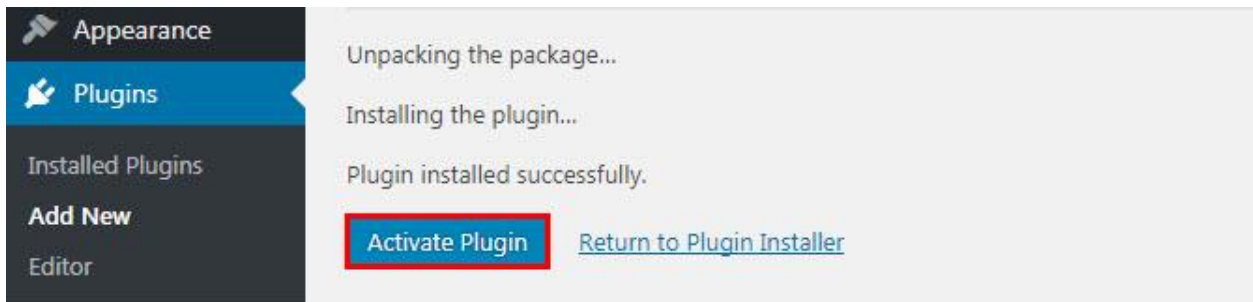 Appearance
Plugins
Installed Plugins
Add New
Editor
Unpacking the package...
Installing the plugin...
Plugin installed successfully.
Activate Plugin
Return to Plugin Installer